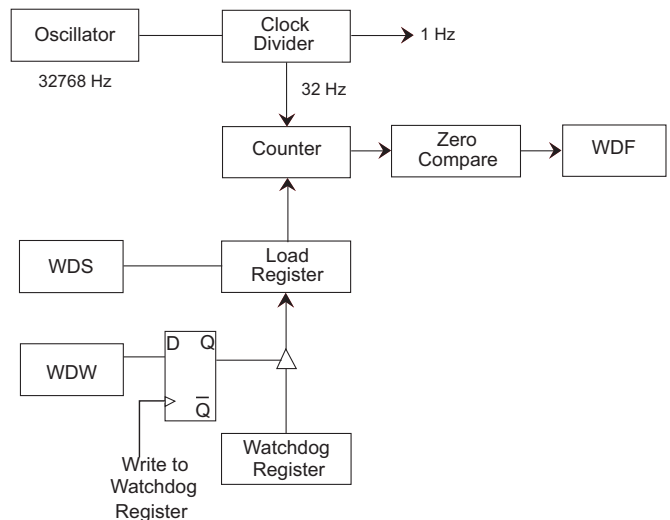 Oscillator
Clock
Divider
1 Hz
32768 Hz
32 Hz
Counter
Zero
Compare
WDF
WDS
Load
Register
WDW
D Q
Q̅
Watchdog
Register
Write to
Watchdog
Register